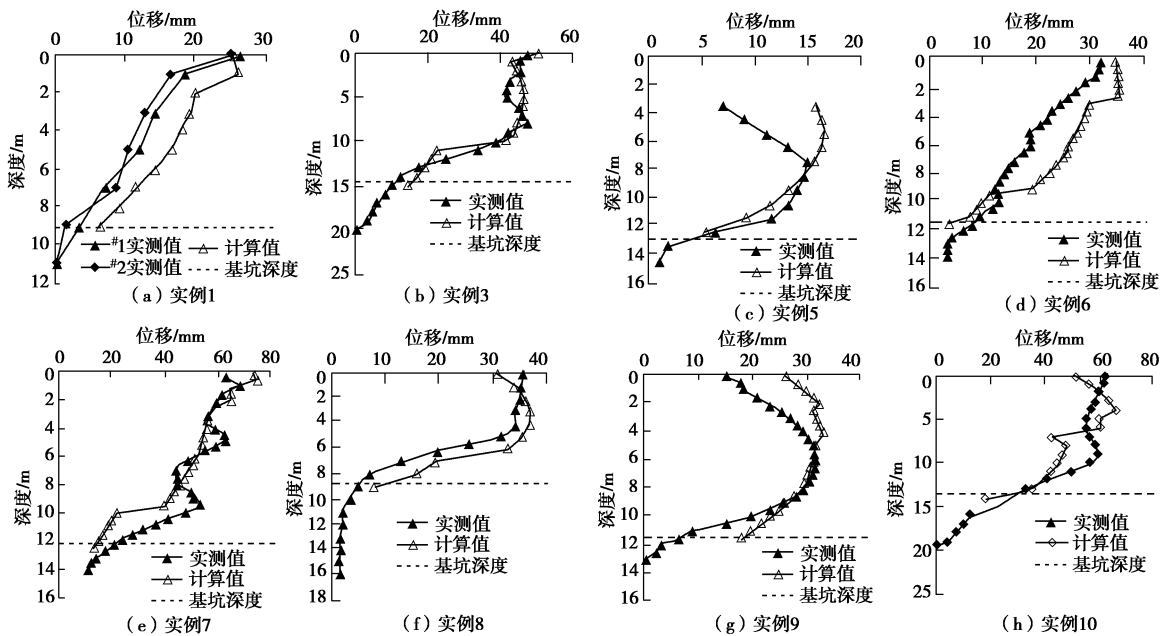 位移/mm
0 10 20 30
深度/m
0
2
4
6
8
10
12
#1实测值 计算值
#2实测值 基坑深度
(a)实例1
位移/mm
0 20 40 60
深度/m
0
5
10
15
20
25
实测值
计算值
基坑深度
(b)实例3
位移/mm
0 5 10 15 20
深度/m
0
2
4
6
8
10
12
14
16
实测值
计算值
基坑深度
(c)实例5
位移/mm
0 10 20 30 40
深度/m
0
2
4
6
8
10
12
14
16
实测值
计算值
基坑深度
(d)实例6
位移/mm
0 20 40 60 80
深度/m
0
2
4
6
8
10
12
14
16
实测值
计算值
基坑深度
(e)实例7
位移/mm
0 10 20 30 40
深度/m
0
2
4
6
8
10
12
14
16
18
实测值
计算值
基坑深度
(f)实例8
位移/mm
0 10 20 30 40
深度/m
0
2
4
6
8
10
12
14
16
实测值
计算值
基坑深度
(g)实例9
位移/mm
0 20 40 60 80
深度/m
0
5
10
15
20
25
实测值
计算值
基坑深度
(h)实例10